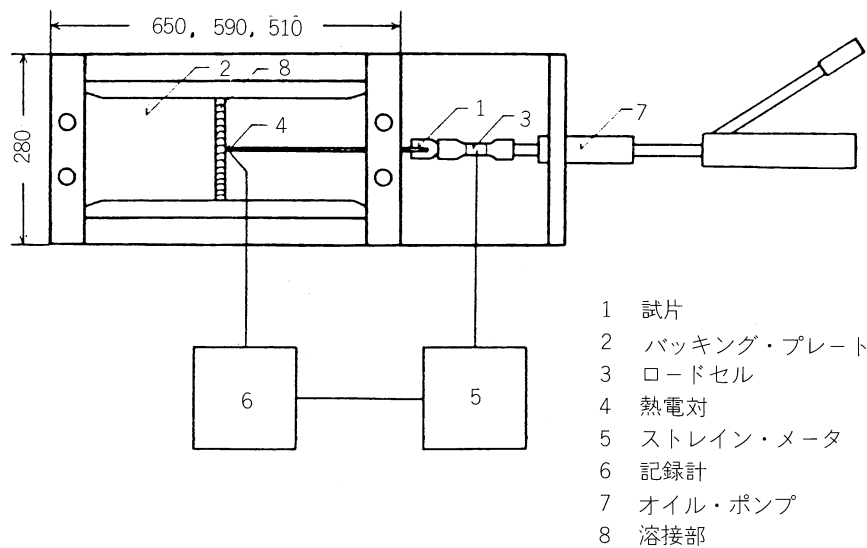 650, 590, 510
280
2
8
4
1
3
7
6
5
1 試片
2 バッキング・プレート
3 ロードセル
4 熱電対
5 ストレイン・メータ
6 記録計
7 オイル・ポンプ
8 溶接部